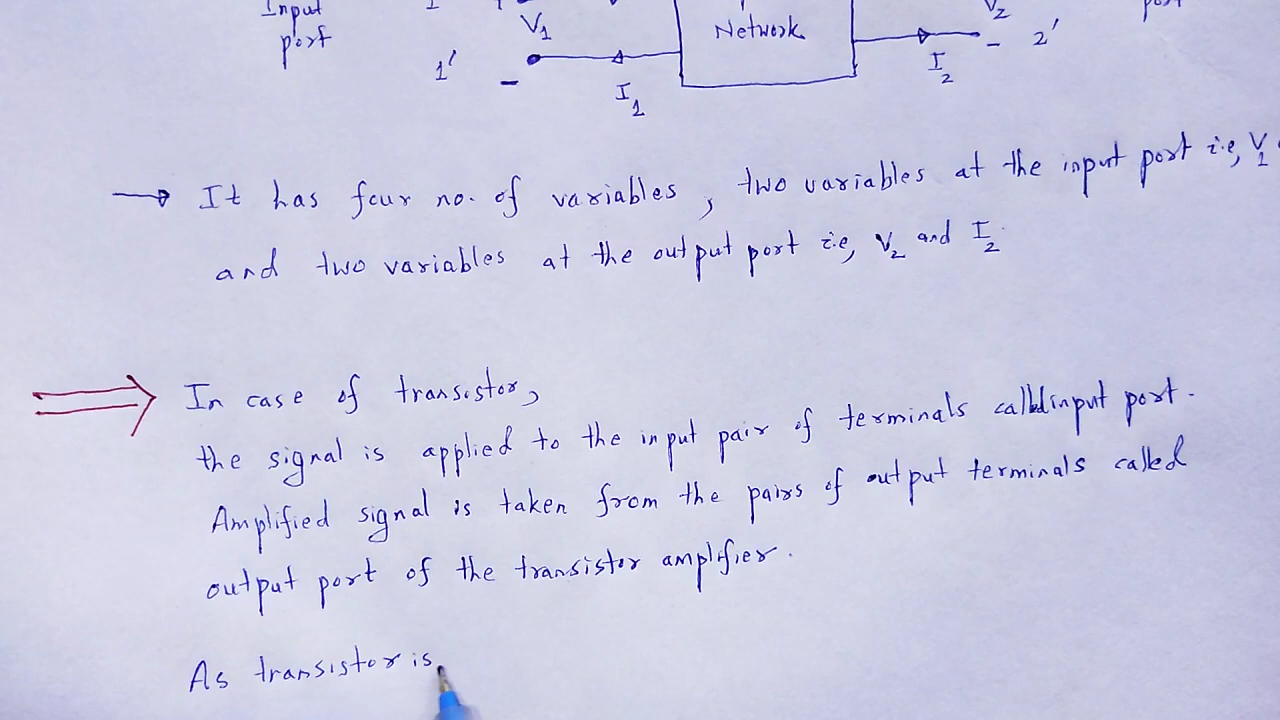 Input
port
V1
1'
-
I1
Network
V2
-
2'
I2
port
→ It has four no. of variables, two variables at the input port i.e, V1
and two variables at the output port i.e, V2 and I2
⇒ In case of transistor,
the signal is applied to the input pair of terminals called input port.
Amplified signal is taken from the pairs of output terminals called
output port of the transistor amplifier.
As transistor is